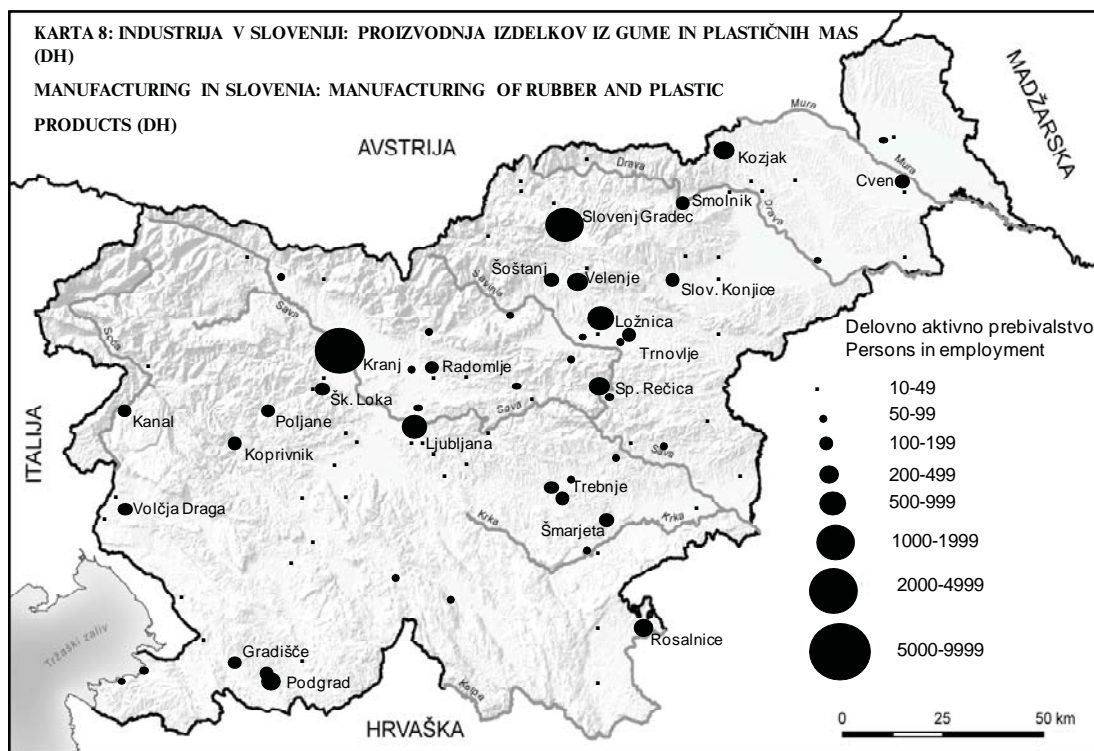 KARTA 8: INDUSTRIJA V SLOVENIJI: PROIZVODNJA IZDELKOV IZ GUME IN PLASTIČNIH MAS
(DH)
MANUFACTURING IN SLOVENIA: MANUFACTURING OF RUBBER AND PLASTIC
PRODUCTS (DH)
MADŽARSKA
AVSTRIJA
Mura
Kozjak
Drava
Mura
Cven
Smolnik
Drava
Slovenj Gradec
Šoštanj
Velenje
Slov. Konjice
Savinja
Sava
Soča
Ložnica
Trnovlje
Kranj
Radomlje
Šk. Loka
Sp. Rečica
Sava
Kanal
Poljane
Ljubljana
Koprivnik
Sava
ITALIJA
Trebnje
Volčja Draga
Krka
Šmarjeta
Krka
Rosalnice
Tržaški zaliv
Gradišče
Podgrad
Kolpa
HRVAŠKA
Delovno aktivno prebivalstvo
Persons in employment
10-49
50-99
100-199
200-499
500-999
1000-1999
2000-4999
5000-9999
0 25 50 km